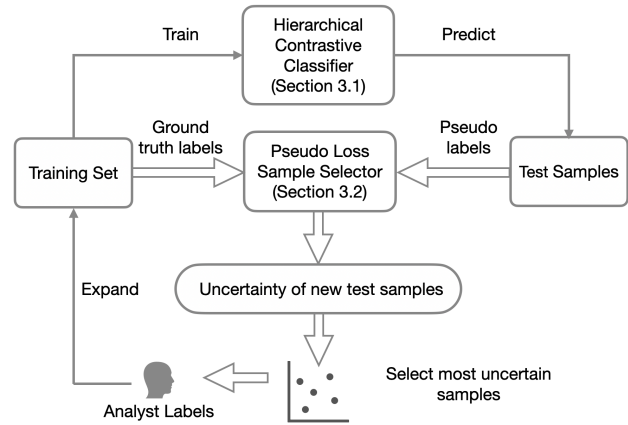 Train
Hierarchical
Contrastive
Classifier
(Section 3.1)
Predict
Training Set
Ground
truth labels
Pseudo Loss
Sample Selector
(Section 3.2)
Pseudo
labels
Test Samples
Uncertainty of new test samples
Expand
Analyst Labels
Select most uncertain
samples